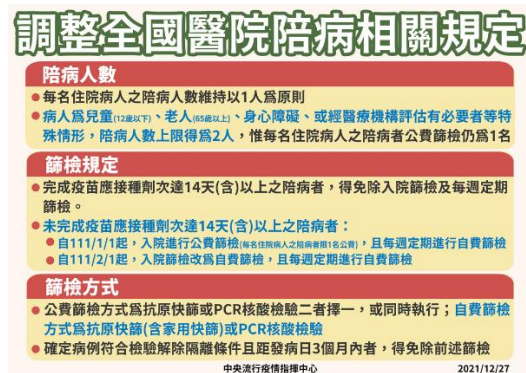 調整全國醫院陪病相關規定
陪病人數
●每名住院病人之陪病人數維持以1人為原則
●病人為兒童(12歲以下)、老人(65歲以上)、身心障礙、或經醫療機構評估有必要者等特
殊情形，陪病人數上限得為2人，惟每名住院病人之陪病者公費篩檢仍為1名
篩檢規定
●完成疫苗應接種劑次達14天(含)以上之陪病者，得免除入院篩檢及每週定期
篩檢。
●未完成疫苗應接種劑次達14天(含)以上之陪病者：
●自111/1/1起，入院進行公費篩檢(每名住院病人之陪病者限1名公費)，且每週定期進行自費篩檢
●自111/2/1起，入院篩檢改為自費篩檢，且每週定期進行自費篩檢
篩檢方式
●公費篩檢方式為抗原快篩或PCR核酸檢驗二者擇一，或同時執行；自費篩檢
方式為抗原快篩(含家用快篩)或PCR核酸檢驗
●確定病例符合檢驗解除隔離條件且距發病日3個月內者，得免除前述篩檢
中央流行疫情指揮中心 2021/12/27